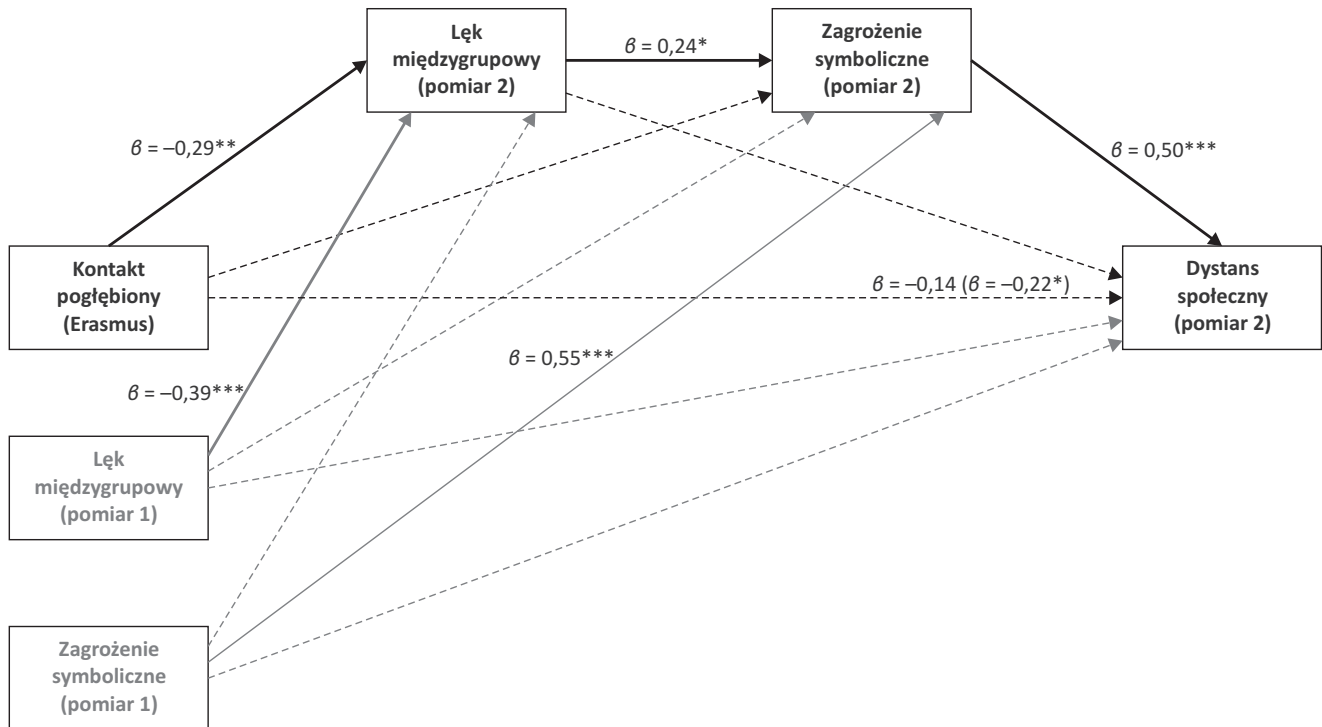 Lęk
międzygrupowy
(pomiar 2)
β = 0,24*
Zagrożenie
symboliczne
(pomiar 2)
β = –0,29**
β = 0,50***
Kontakt
pogłębiony
(Erasmus)
β = –0,14 (β = –0,22*)
Dystans
społeczny
(pomiar 2)
β = 0,55***
β = –0,39***
Lęk
międzygrupowy
(pomiar 1)
Zagrożenie
symboliczne
(pomiar 1)